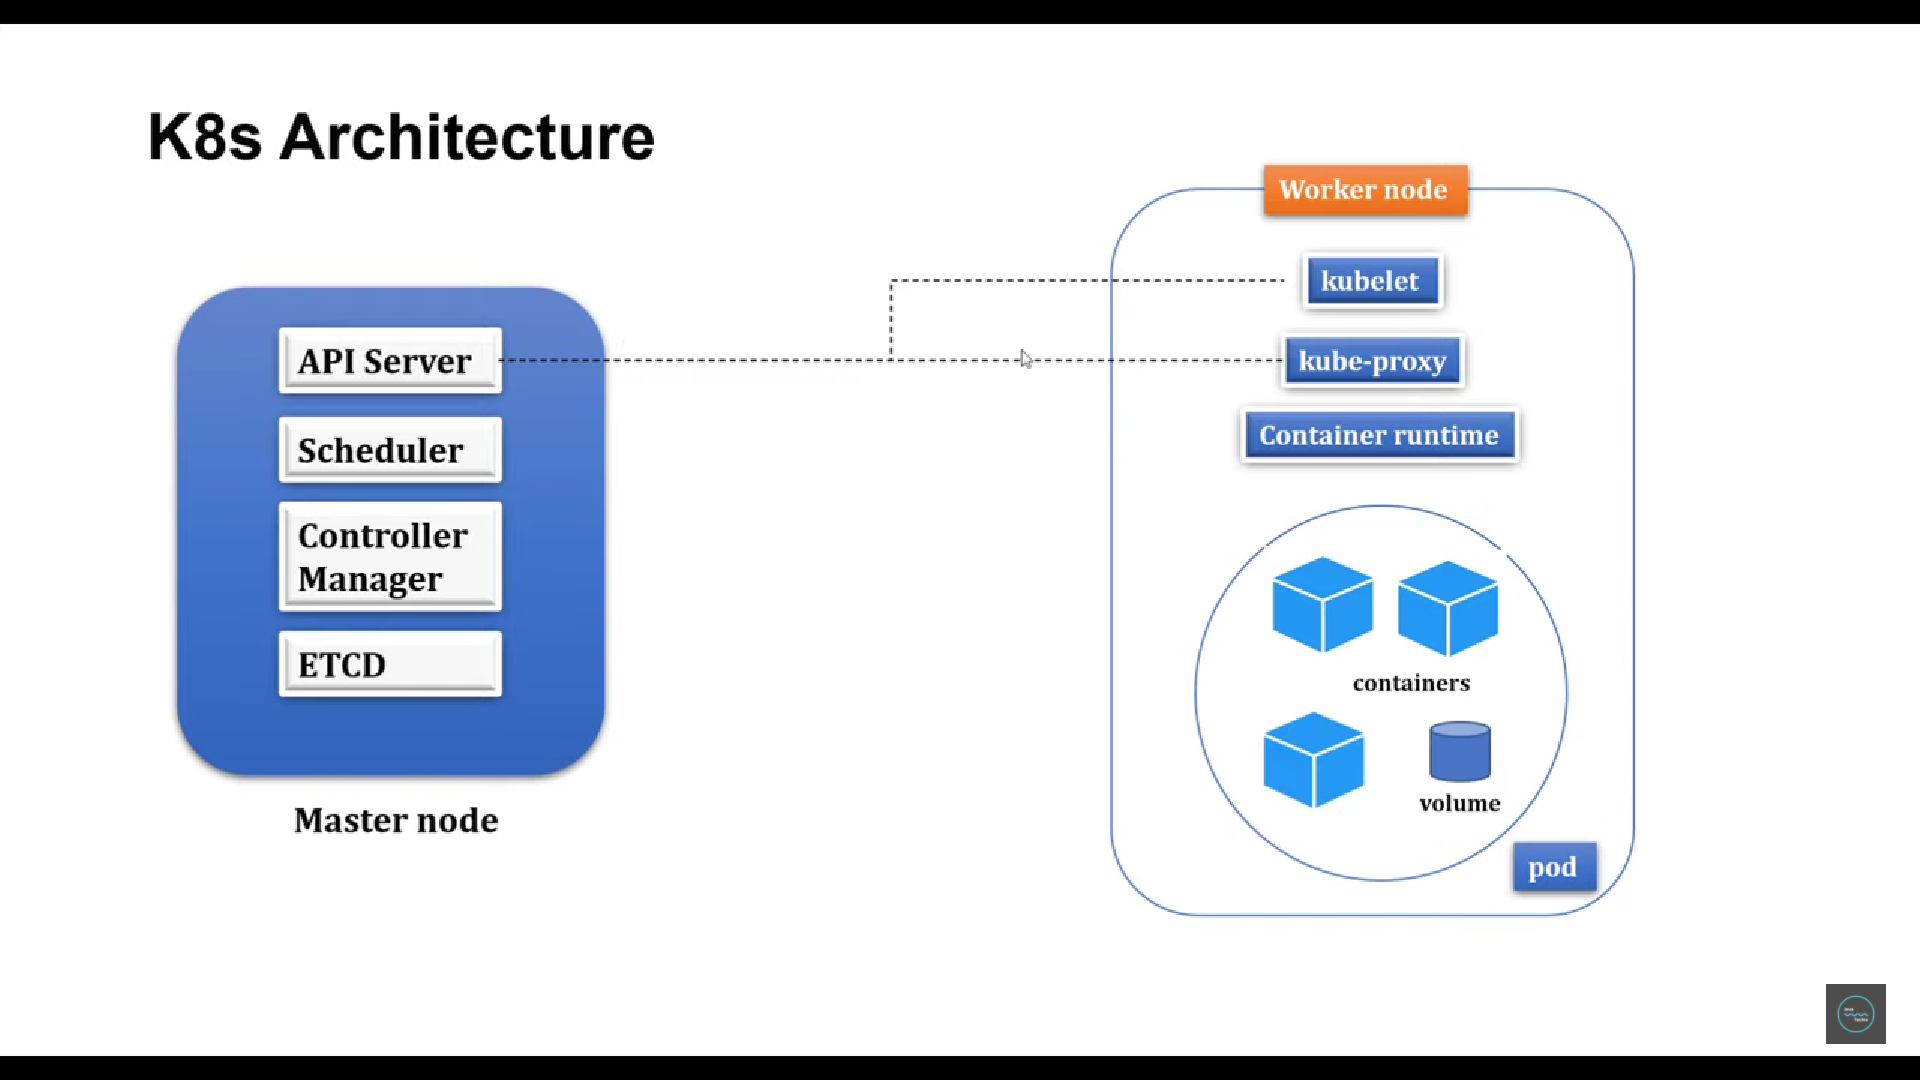 K8s Architecture
API Server
Scheduler
Controller
Manager
ETCD
Master node
Worker node
kubelet
kube-proxy
Container runtime
containers
volume
pod